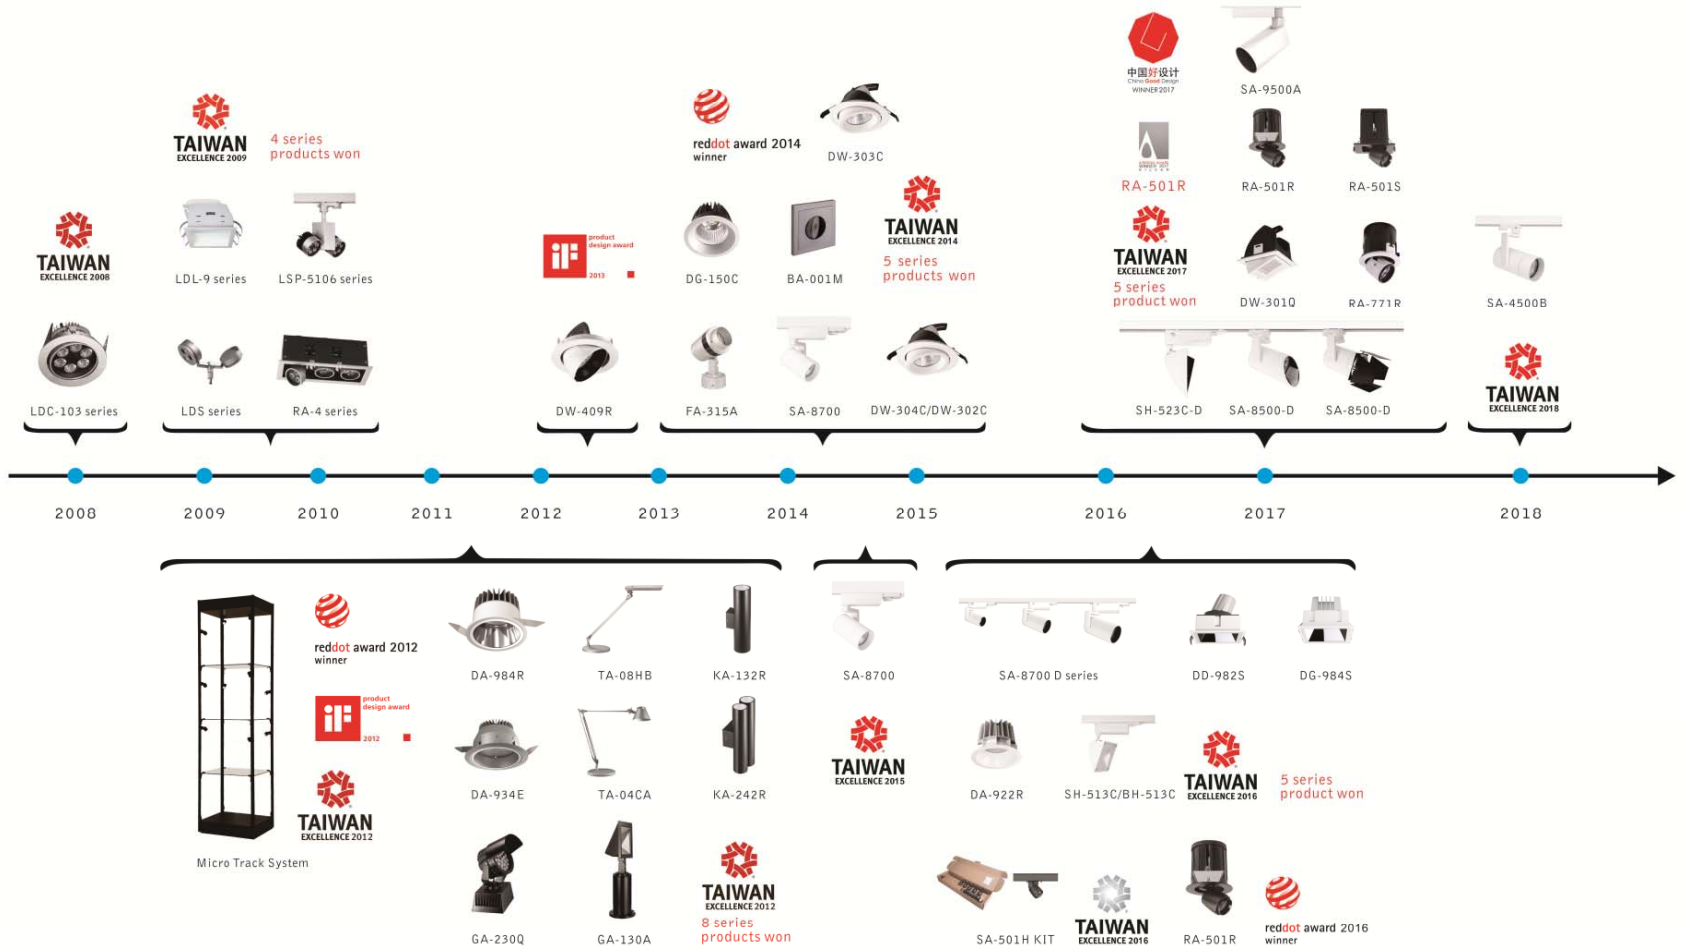 TAIWAN
EXCELLENCE 2008
LDC-103 series
TAIWAN
EXCELLENCE 2009
4 series
products won
LDL-9 series
LSP-5106 series
LDS series
RA-4 series
iF
product
design award
2013
DW-409R
reddot award 2014
winner
DW-303C
DG-150C
BA-001M
TAIWAN
EXCELLENCE 2014
5 series
products won
FA-315A
SA-8700
DW-304C/DW-302C
中国好设计
China Good Design
WINNER2017
SA-9500A
RA-501R
RA-501R
RA-501S
TAIWAN
EXCELLENCE 2017
5 series
product won
DW-301Q
RA-771R
SH-523C-D
SA-8500-D
SA-8500-D
SA-4500B
TAIWAN
EXCELLENCE 2018
2008
2009
2010
2011
2012
2013
2014
2015
2016
2017
2018
Micro Track System
reddot award 2012
winner
iF
product
design award
2012
TAIWAN
EXCELLENCE 2012
DA-984R
TA-08HB
KA-132R
DA-934E
TA-04CA
KA-242R
GA-230Q
GA-130A
TAIWAN
EXCELLENCE 2012
8 series
products won
SA-8700
TAIWAN
EXCELLENCE 2015
SA-8700 D series
DD-982S
DG-984S
DA-922R
SH-513C/BH-513C
TAIWAN
EXCELLENCE 2016
5 series
product won
SA-501H KIT
TAIWAN
EXCELLENCE 2016
RA-501R
reddot award 2016
winner